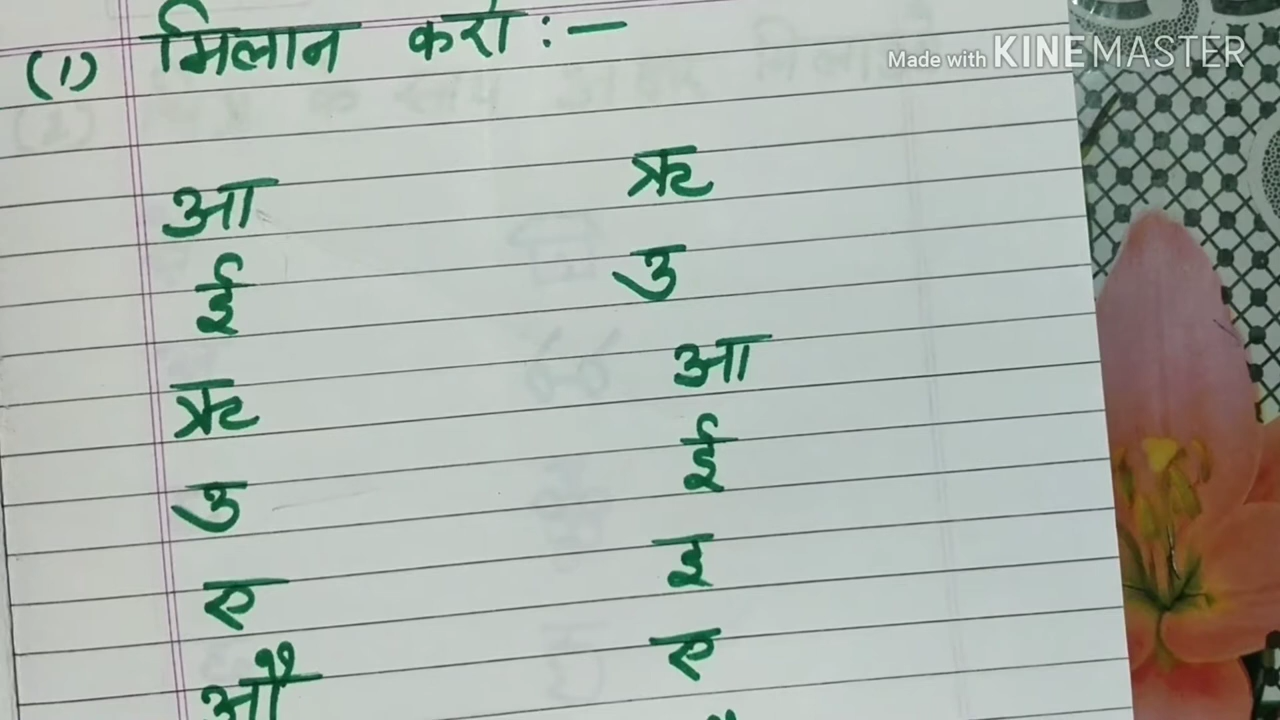 Made with KINEMASTER
(1) मिलान करो :-
आ ऋ
ई उ
ऋ आ
उ ई
ए इ
औ ए